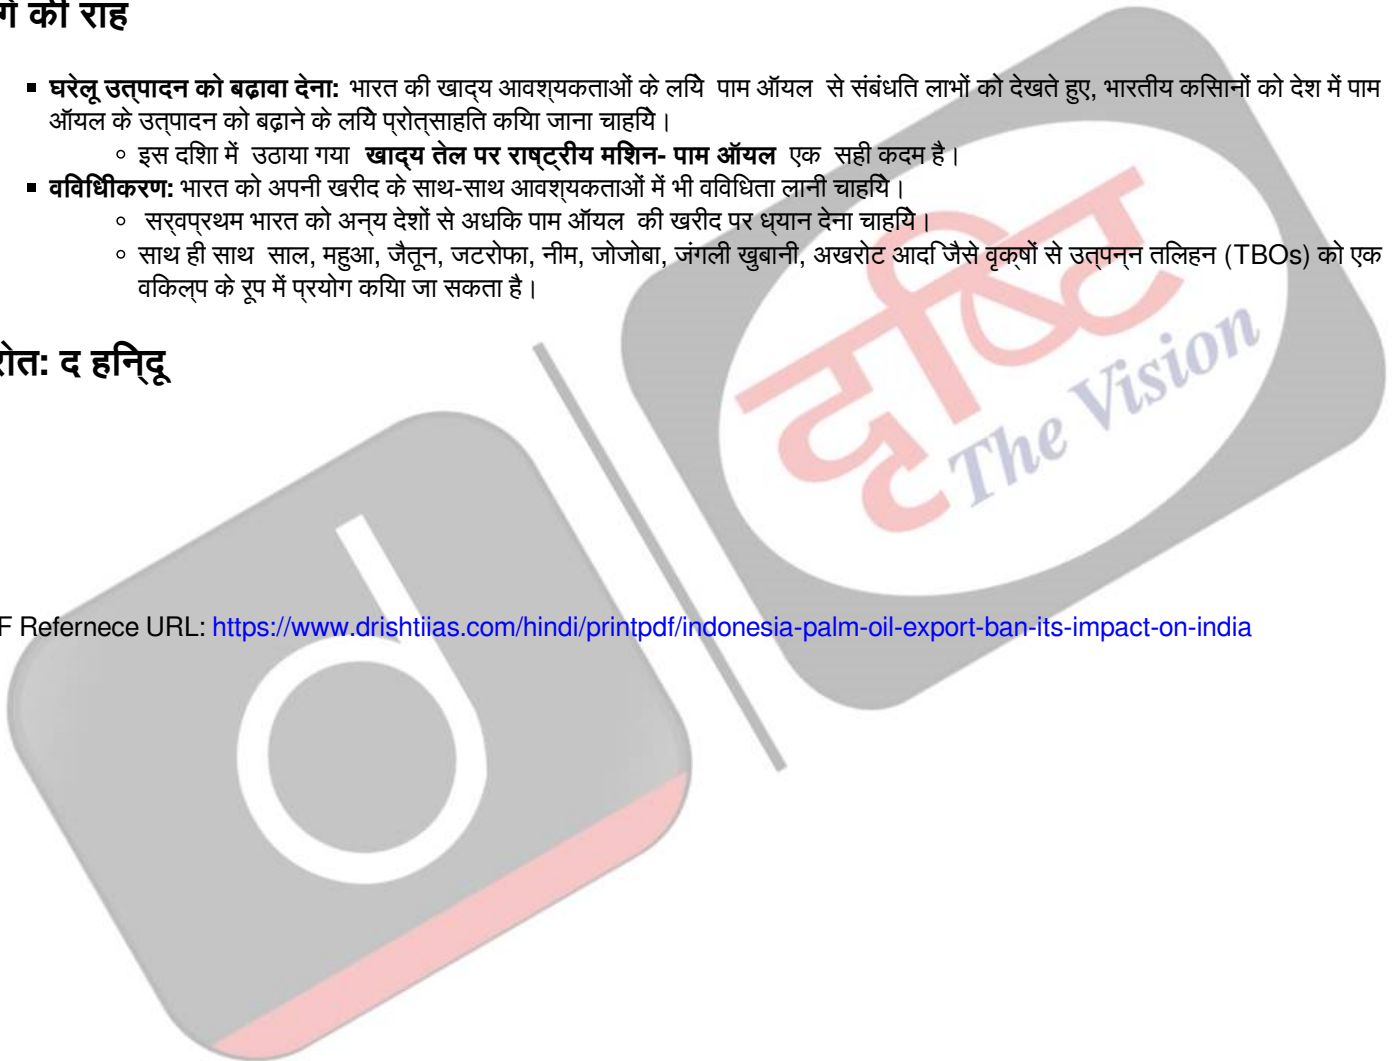 गे की राह
घरेलू उत्पादन को बढ़ावा देना: भारत की खाद्य आवश्यकताओं के लिये पाम ऑयल से संबंधित लाभों को देखते हुए, भारतीय किसानों को देश में पाम
ऑयल के उत्पादन को बढ़ाने के लिये प्रोत्साहित किया जाना चाहिये।
इस दिशा में उठाया गया खाद्य तेल पर राष्ट्रीय मिशन- पाम ऑयल एक सही कदम है।
विविधीकरण: भारत को अपनी खरीद के साथ-साथ आवश्यकताओं में भी विविधिता लानी चाहिये।
सर्वप्रथम भारत को अन्य देशों से अधिक पाम ऑयल की खरीद पर ध्यान देना चाहिये।
साथ ही साथ साल, महुआ, जैतून, जटरोफा, नीम, जोजोबा, जंगली खुबानी, अखरोट आदि जैसे वृक्षों से उत्पन्न तिलहन (TBOs) को एक
विकल्प के रूप में प्रयोग किया जा सकता है।
रोत: द हिन्दू
दृष्टि
The Vision
d
F Refernece URL: https://www.drishtiias.com/hindi/printpdf/indonesia-palm-oil-export-ban-its-impact-on-india